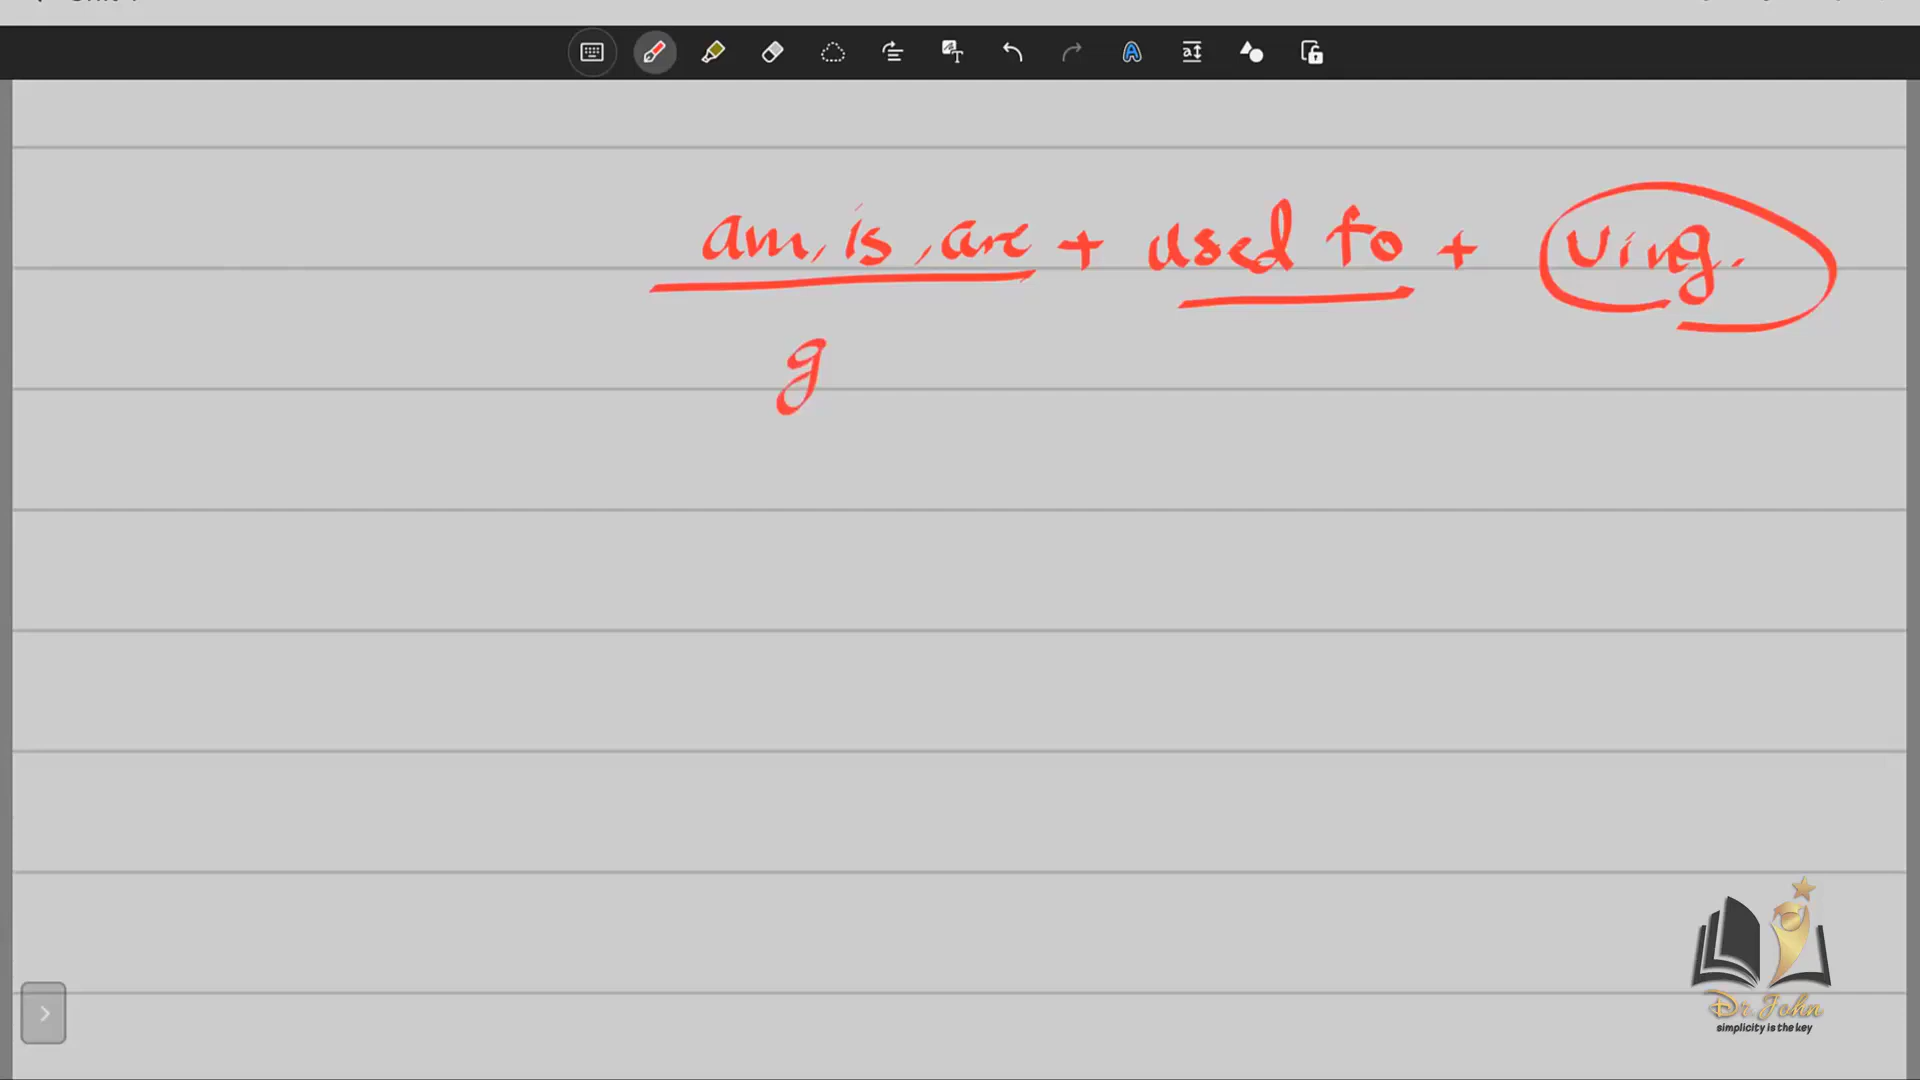 am, is, are + used to + Ving.
g
Dr. John
simplicity is the key